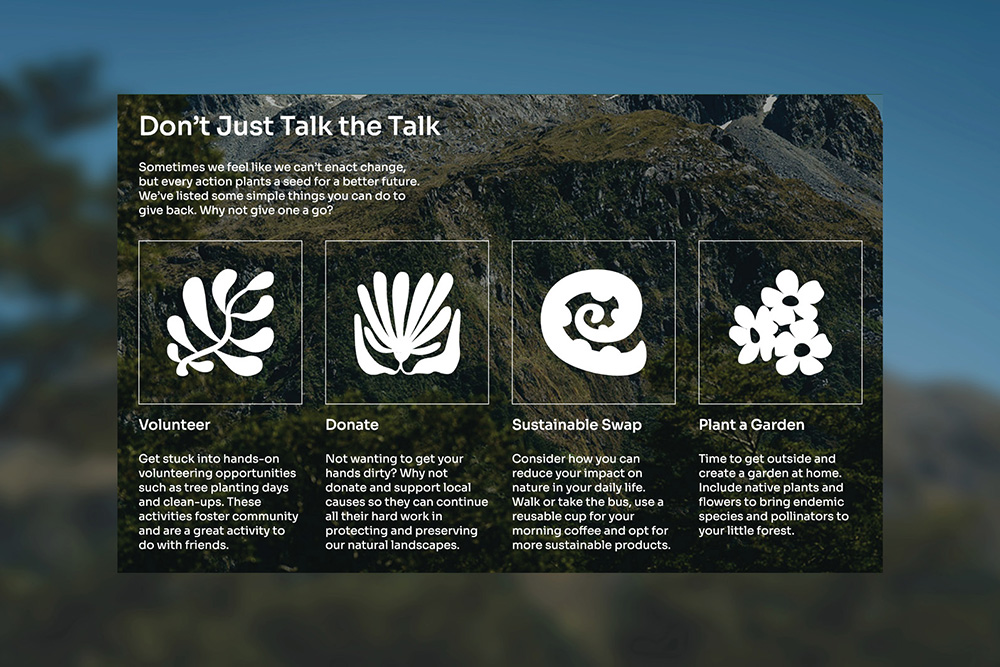 Don't Just Talk the Talk
Sometimes we feel like we can't enact change,
but every action plants a seed for a better future.
We've listed some simple things you can do to
give back. Why not give one a go?
Volunteer
Get stuck into hands-on
volunteering opportunities
such as tree planting days
and clean-ups. These
activities foster community
and are a great activity to
do with friends.
Donate
Not wanting to get your
hands dirty? Why not
donate and support local
causes so they can continue
all their hard work in
protecting and preserving
our natural landscapes.
Sustainable Swap
Consider how you can
reduce your impact on
nature in your daily life.
Walk or take the bus, use a
reusable cup for your
morning coffee and opt for
more sustainable products.
Plant a Garden
Time to get outside and
create a garden at home.
Include native plants and
flowers to bring endemic
species and pollinators to
your little forest.